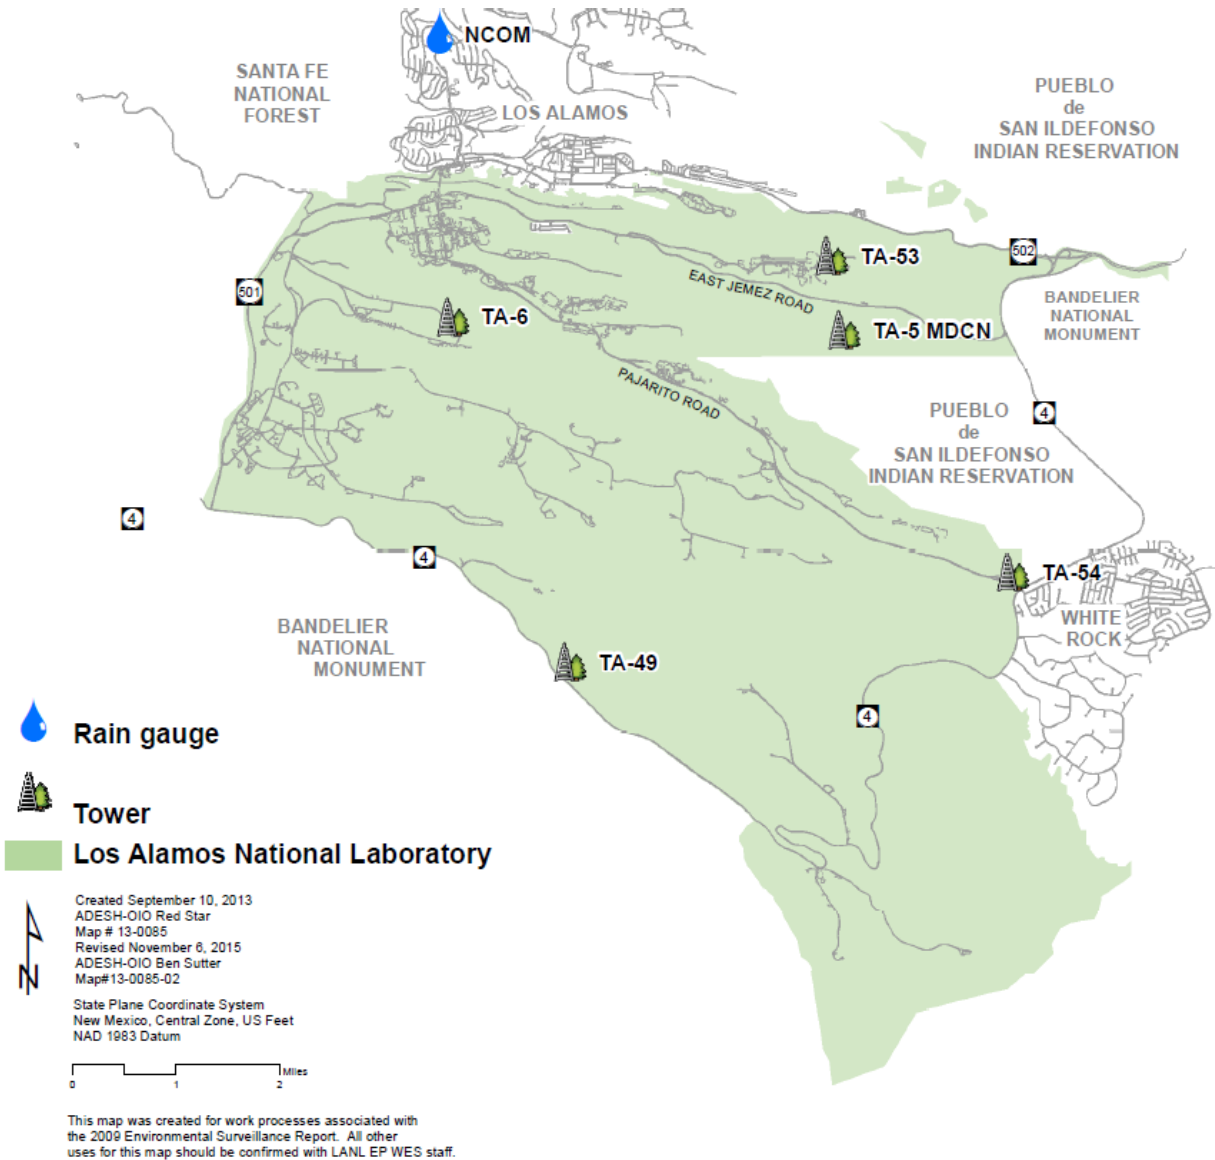 NCOM
SANTA FE
NATIONAL
FOREST
LOS ALAMOS
PUEBLO
de
SAN ILDEFONSO
INDIAN RESERVATION
TA-53
502
EAST JEMEZ ROAD
501
BANDELIER
NATIONAL
MONUMENT
TA-6
TA-5 MDCN
PAJARITO ROAD
PUEBLO
de
SAN ILDEFONSO
INDIAN RESERVATION
4
4
4
TA-54
WHITE
ROCK
BANDELIER
NATIONAL
MONUMENT
TA-49
4
Rain gauge
Tower
Los Alamos National Laboratory
Created September 10, 2013
ADESH-OIO Red Star
Map # 13-0085
Revised November 6, 2015
ADESH-OIO Ben Sutter
Map#13-0085-02
N
State Plane Coordinate System
New Mexico, Central Zone, US Feet
NAD 1983 Datum
Miles
0 1 2
This map was created for work processes associated with
the 2009 Environmental Surveillance Report. All other
uses for this map should be confirmed with LANL EP WES staff.